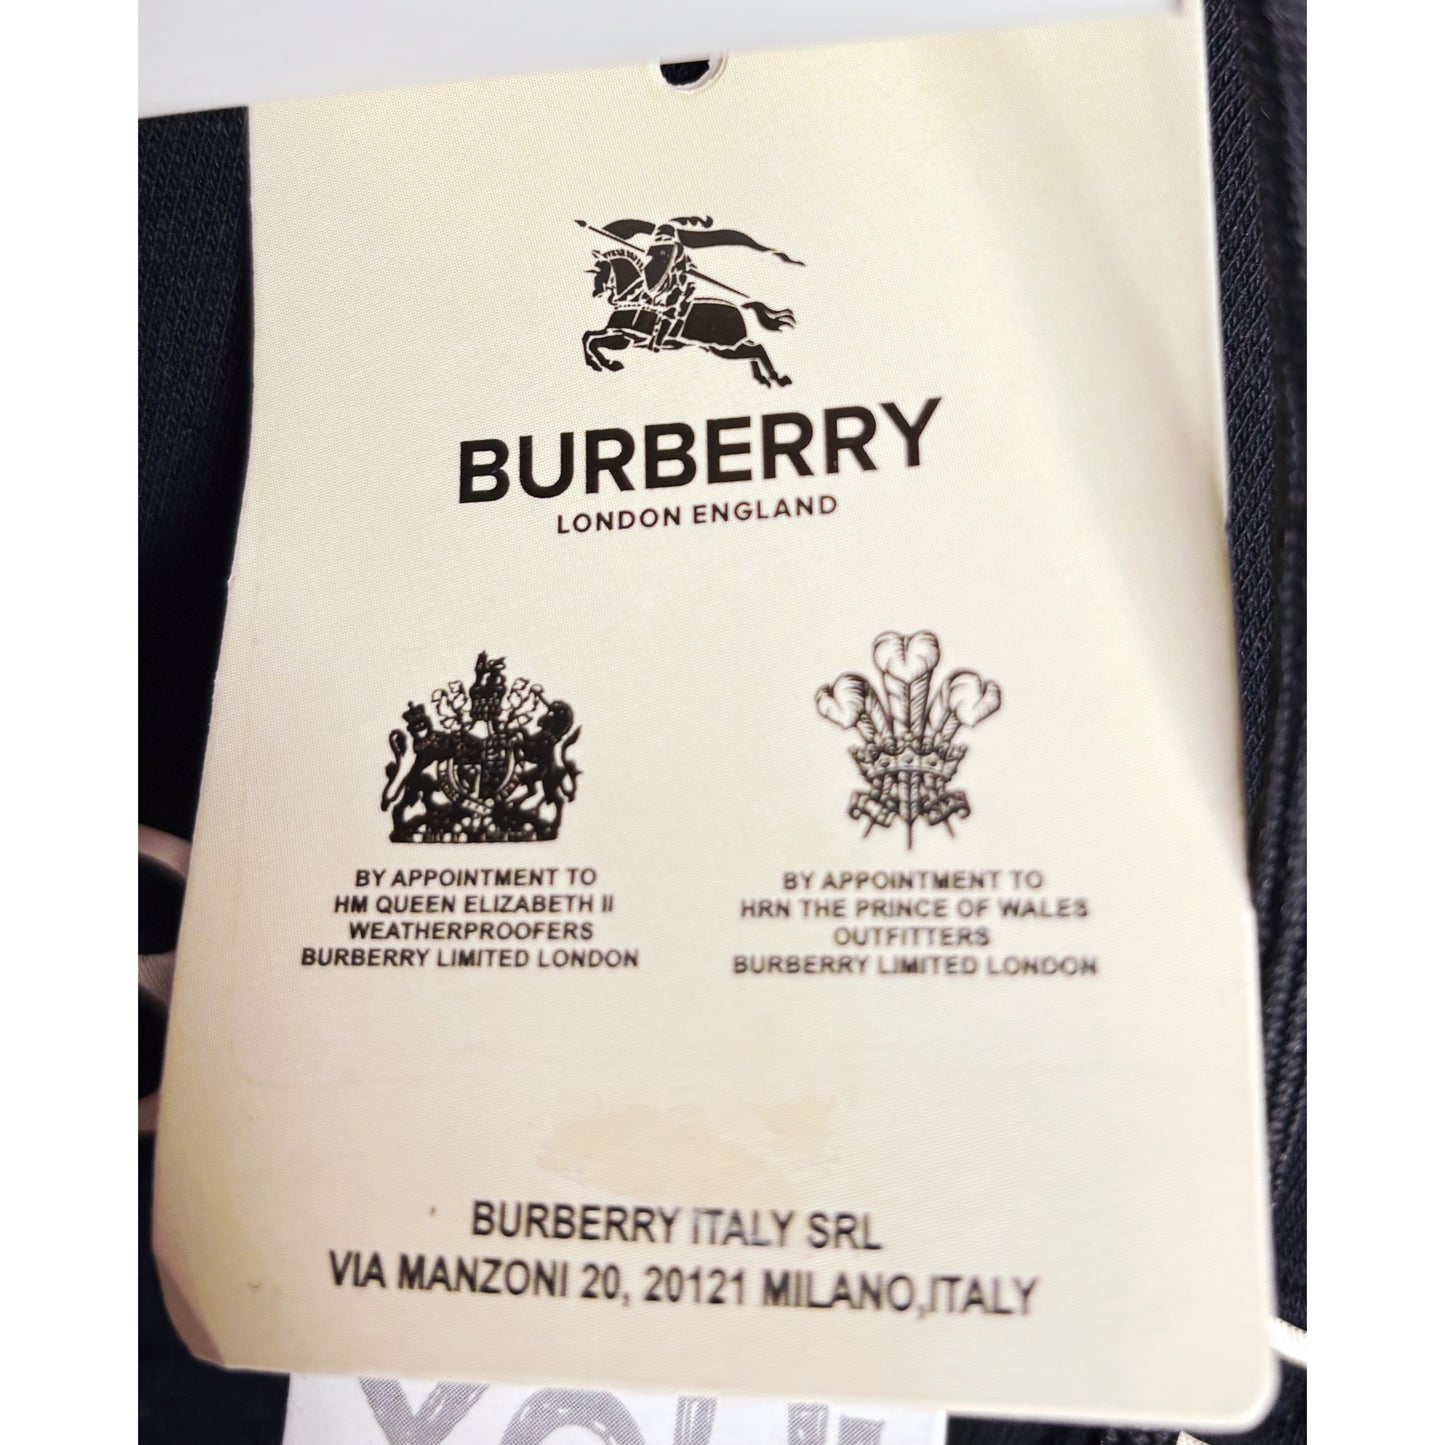 BURBERRY
LONDON ENGLAND
BY APPOINTMENT TO
HM QUEEN ELIZABETH II
WEATHERPROOFERS
BURBERRY LIMITED LONDON
BY APPOINTMENT TO
HRN THE PRINCE OF WALES
OUTFITTERS
BURBERRY LIMITED LONDON
BURBERRY ITALY SRL
VIA MANZONI 20, 20121 MILANO,ITALY